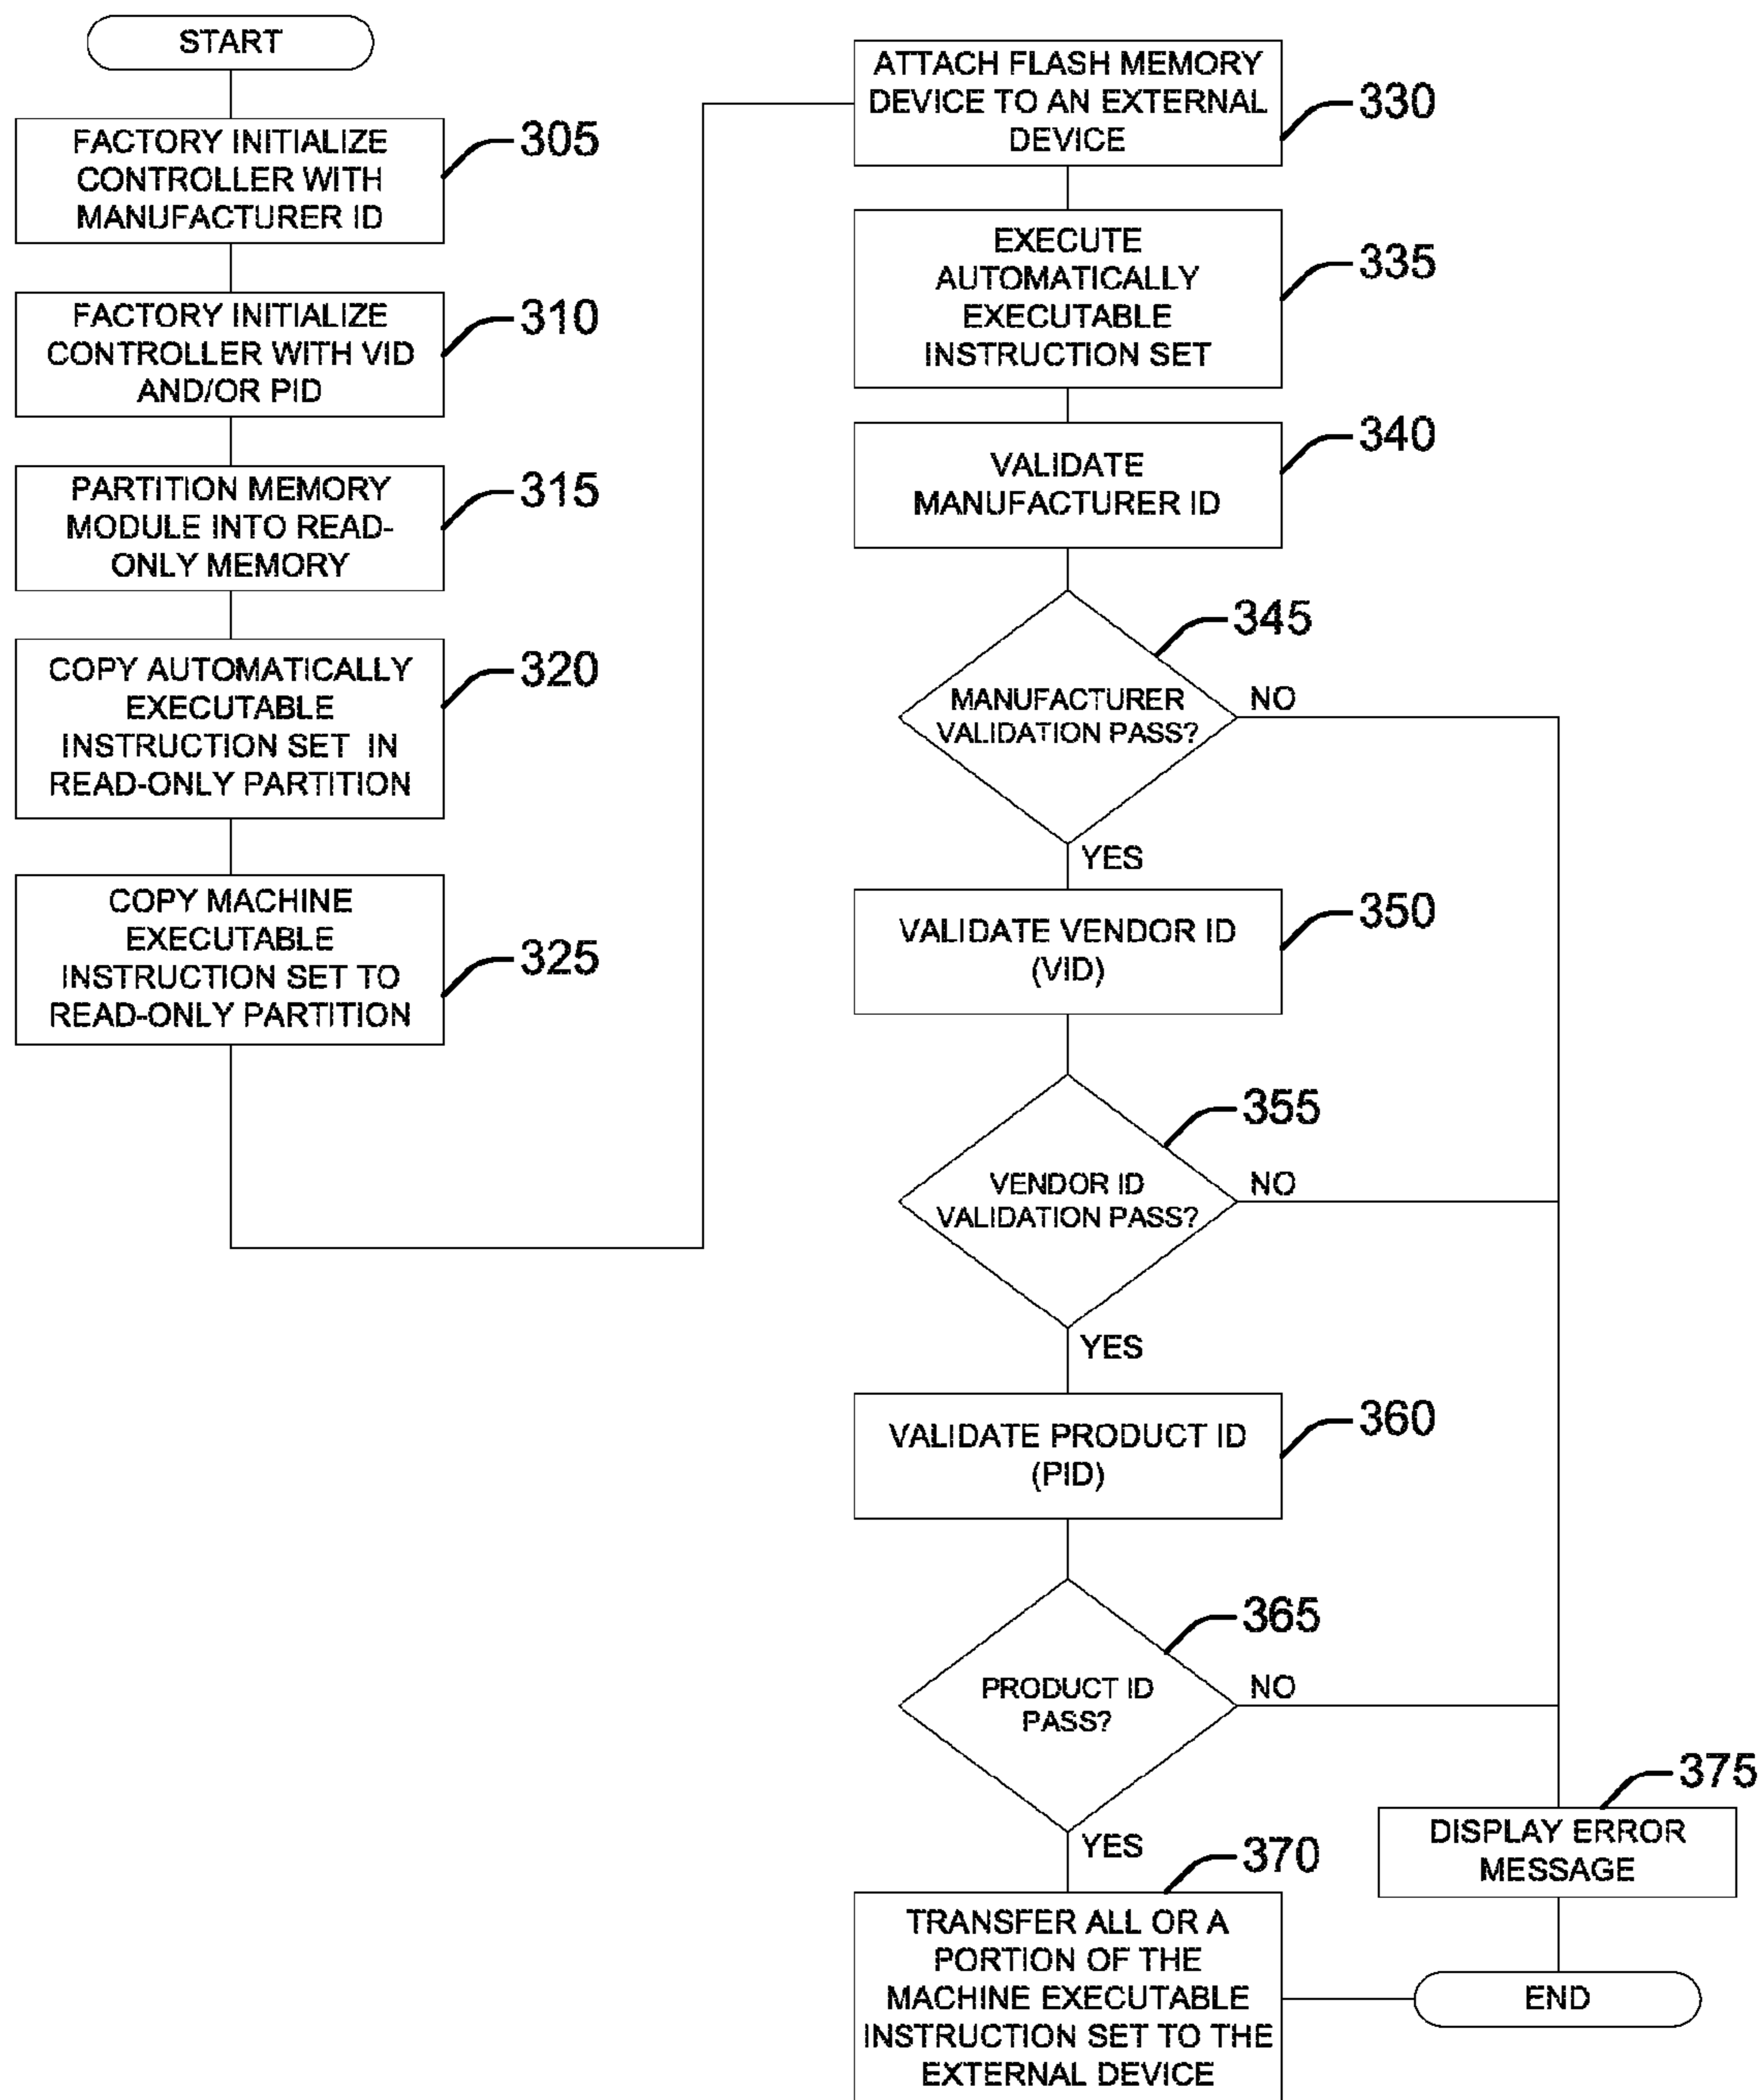 START
FACTORY INITIALIZE
CONTROLLER WITH
MANUFACTURER ID
305
FACTORY INITIALIZE
CONTROLLER WITH VID
AND/OR PID
310
PARTITION MEMORY
MODULE INTO READ-
ONLY MEMORY
315
COPY AUTOMATICALLY
EXECUTABLE
INSTRUCTION SET IN
READ-ONLY PARTITION
320
COPY MACHINE
EXECUTABLE
INSTRUCTION SET TO
READ-ONLY PARTITION
325
ATTACH FLASH MEMORY
DEVICE TO AN EXTERNAL
DEVICE
330
EXECUTE
AUTOMATICALLY
EXECUTABLE
INSTRUCTION SET
335
VALIDATE
MANUFACTURER ID
340
345
MANUFACTURER
VALIDATION PASS?
NO
YES
VALIDATE VENDOR ID
(VID)
350
355
VENDOR ID
VALIDATION PASS?
NO
YES
VALIDATE PRODUCT ID
(PID)
360
365
PRODUCT ID
PASS?
NO
YES
370
TRANSFER ALL OR A
PORTION OF THE
MACHINE EXECUTABLE
INSTRUCTION SET TO THE
EXTERNAL DEVICE
375
DISPLAY ERROR
MESSAGE
END